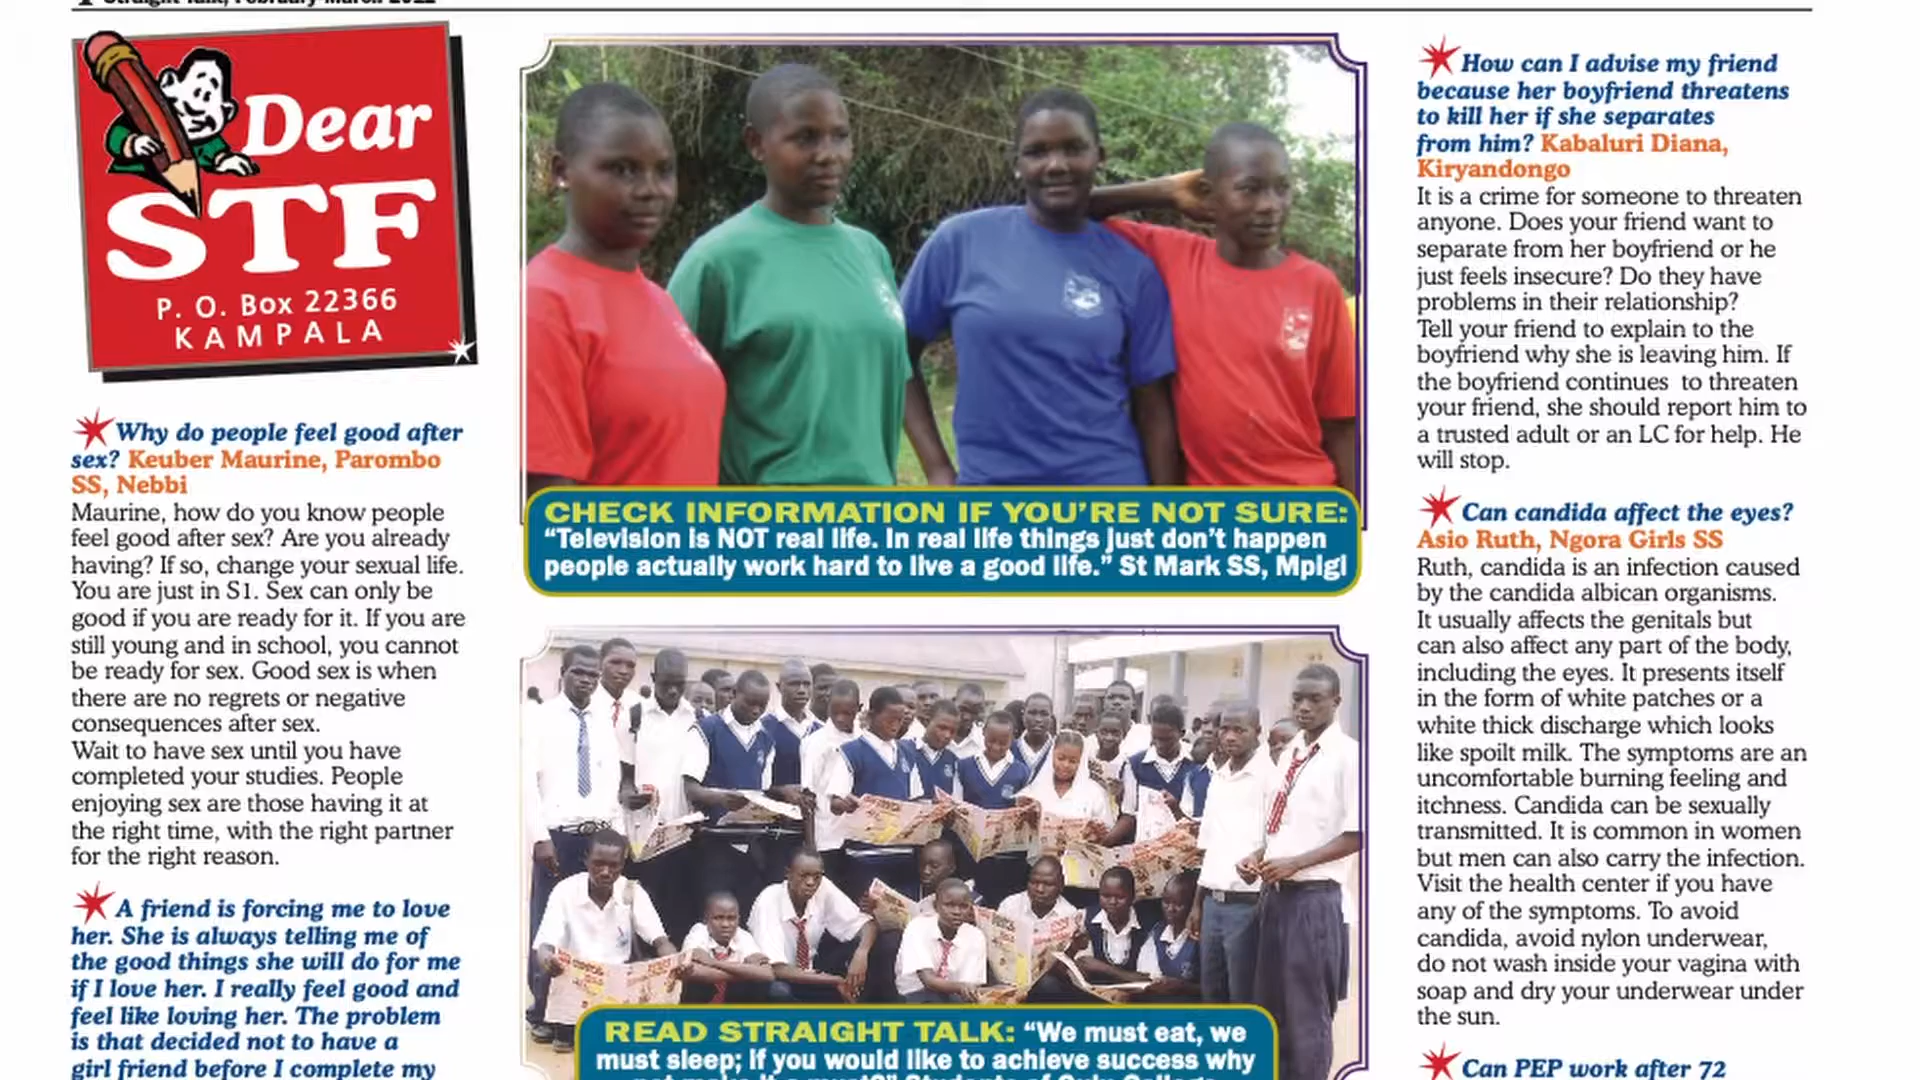 Straight Talk, February-March 2012
Dear
STF
P. O. Box 22366
KAMPALA
Why do people feel good after
sex? Keuber Maurine, Parombo
SS, Nebbi
Maurine, how do you know people
feel good after sex? Are you already
having? If so, change your sexual life.
You are just in S1. Sex can only be
good if you are ready for it. If you are
still young and in school, you cannot
be ready for sex. Good sex is when
there are no regrets or negative
consequences after sex.
Wait to have sex until you have
completed your studies. People
enjoying sex are those having it at
the right time, with the right partner
for the right reason.
A friend is forcing me to love
her. She is always telling me of
the good things she will do for me
if I love her. I really feel good and
feel like loving her. The problem
is that decided not to have a
girl friend before I complete my
CHECK INFORMATION IF YOU'RE NOT SURE:
“Television is NOT real life. In real life things just don’t happen
people actually work hard to live a good life.” St Mark SS, Mpigi
READ STRAIGHT TALK: “We must eat, we
must sleep; if you would like to achieve success why
not make it a must?” Students of Gulu College
How can I advise my friend
because her boyfriend threatens
to kill her if she separates
from him? Kabaluri Diana,
Kiryandongo
It is a crime for someone to threaten
anyone. Does your friend want to
separate from her boyfriend or he
just feels insecure? Do they have
problems in their relationship?
Tell your friend to explain to the
boyfriend why she is leaving him. If
the boyfriend continues to threaten
your friend, she should report him to
a trusted adult or an LC for help. He
will stop.
Can candida affect the eyes?
Asio Ruth, Ngora Girls SS
Ruth, candida is an infection caused
by the candida albican organisms.
It usually affects the genitals but
can also affect any part of the body,
including the eyes. It presents itself
in the form of white patches or a
white thick discharge which looks
like spoilt milk. The symptoms are an
uncomfortable burning feeling and
itchness. Candida can be sexually
transmitted. It is common in women
but men can also carry the infection.
Visit the health center if you have
any of the symptoms. To avoid
candida, avoid nylon underwear,
do not wash inside your vagina with
soap and dry your underwear under
the sun.
Can PEP work after 72